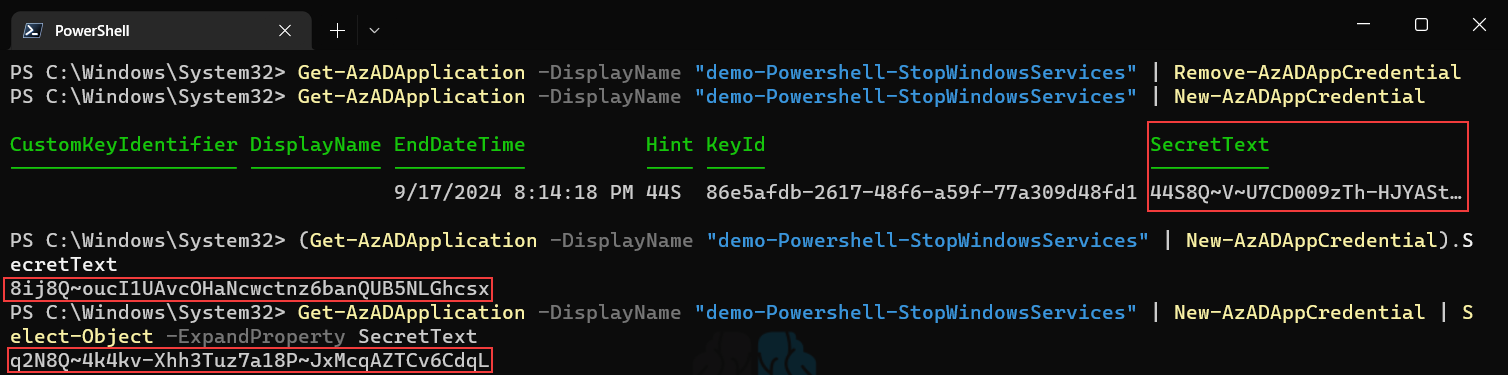 PowerShell
PS C:\Windows\System32> Get-AzADApplication -DisplayName "demo-Powershell-StopWindowsServices" | Remove-AzADAppCredential
PS C:\Windows\System32> Get-AzADApplication -DisplayName "demo-Powershell-StopWindowsServices" | New-AzADAppCredential
CustomKeyIdentifier DisplayName EndDateTime Hint KeyId SecretText
9/17/2024 8:14:18 PM 44S 86e5afdb-2617-48f6-a59f-77a309d48fd1 44S8Q~V~U7CD009zTh-HJYASt…
PS C:\Windows\System32> (Get-AzADApplication -DisplayName "demo-Powershell-StopWindowsServices" | New-AzADAppCredential).S
ecretText
8ij8Q~oucI1UAvcOHaNcwctnz6banQUB5NLGhcsx
PS C:\Windows\System32> Get-AzADApplication -DisplayName "demo-Powershell-StopWindowsServices" | New-AzADAppCredential | S
elect-Object -ExpandProperty SecretText
q2N8Q~4k4kv-Xhh3Tuz7a18P~JxMcqAZTCv6CdqL